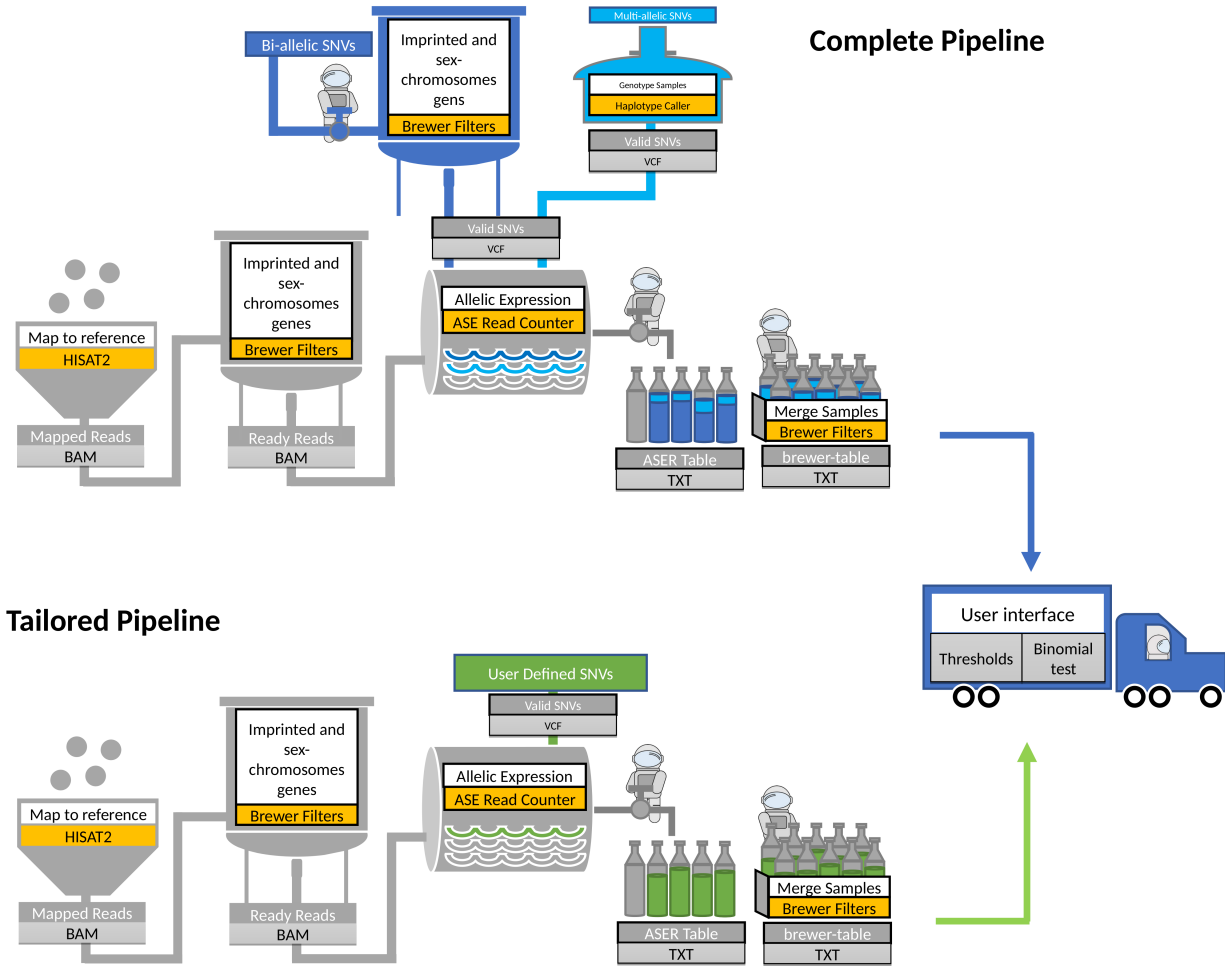 Complete Pipeline
Bi-allelic SNVs
Imprinted and
sex-
chromosomes
gens
Brewer Filters
Multi-allelic SNVs
Genotype Samples
Haplotype Caller
Valid SNVs
VCF
Valid SNVs
VCF
Map to reference
HISAT2
Mapped Reads
BAM
Imprinted and
sex-
chromosomes
genes
Brewer Filters
Ready Reads
BAM
Allelic Expression
ASE Read Counter
ASER Table
TXT
Merge Samples
Brewer Filters
brewer-table
TXT
User interface
Thresholds
Binomial
test
Tailored Pipeline
User Defined SNVs
Valid SNVs
VCF
Map to reference
HISAT2
Mapped Reads
BAM
Imprinted and
sex-
chromosomes
genes
Brewer Filters
Ready Reads
BAM
Allelic Expression
ASE Read Counter
ASER Table
TXT
Merge Samples
Brewer Filters
brewer-table
TXT